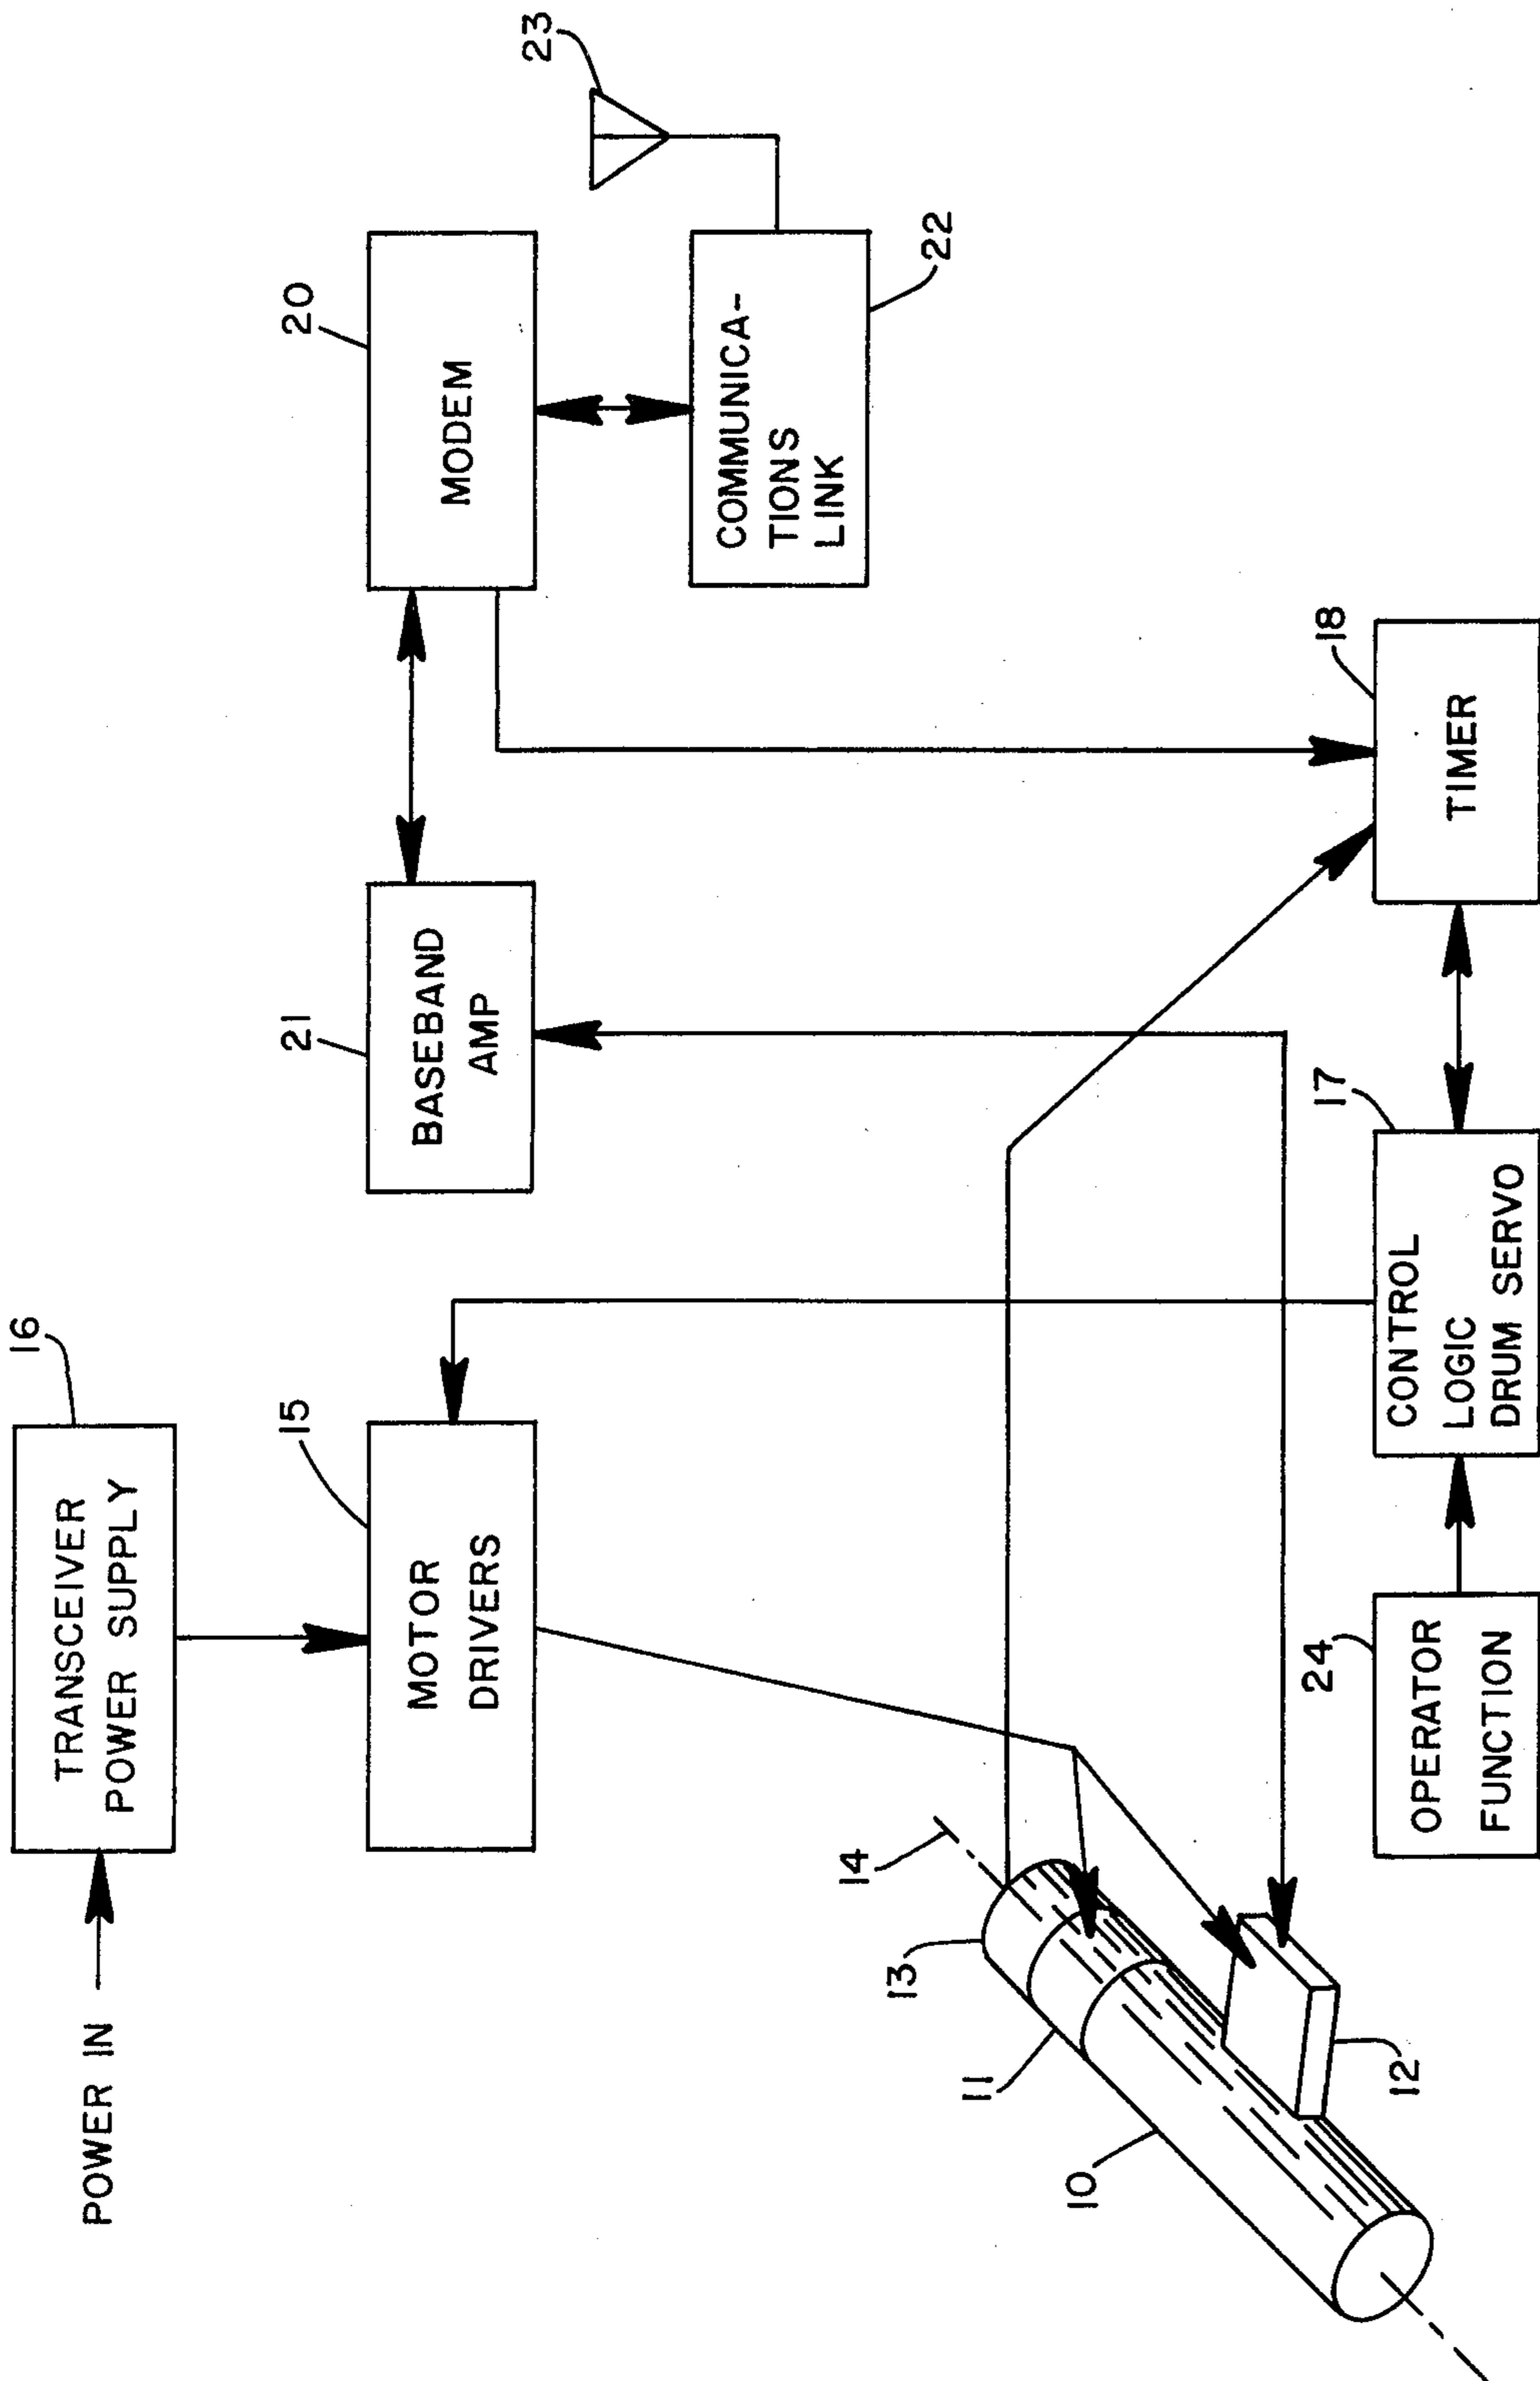 POWER IN
TRANSCEIVER
POWER SUPPLY
16
15
MOTOR
DRIVERS
21
BASEBAND
AMP
20
MODEM
23
COMMUNICA-
TIONS
LINK
22
14
13
11
10
12
24
OPERATOR
FUNCTION
17
CONTROL
LOGIC
DRUM SERVO
18
TIMER